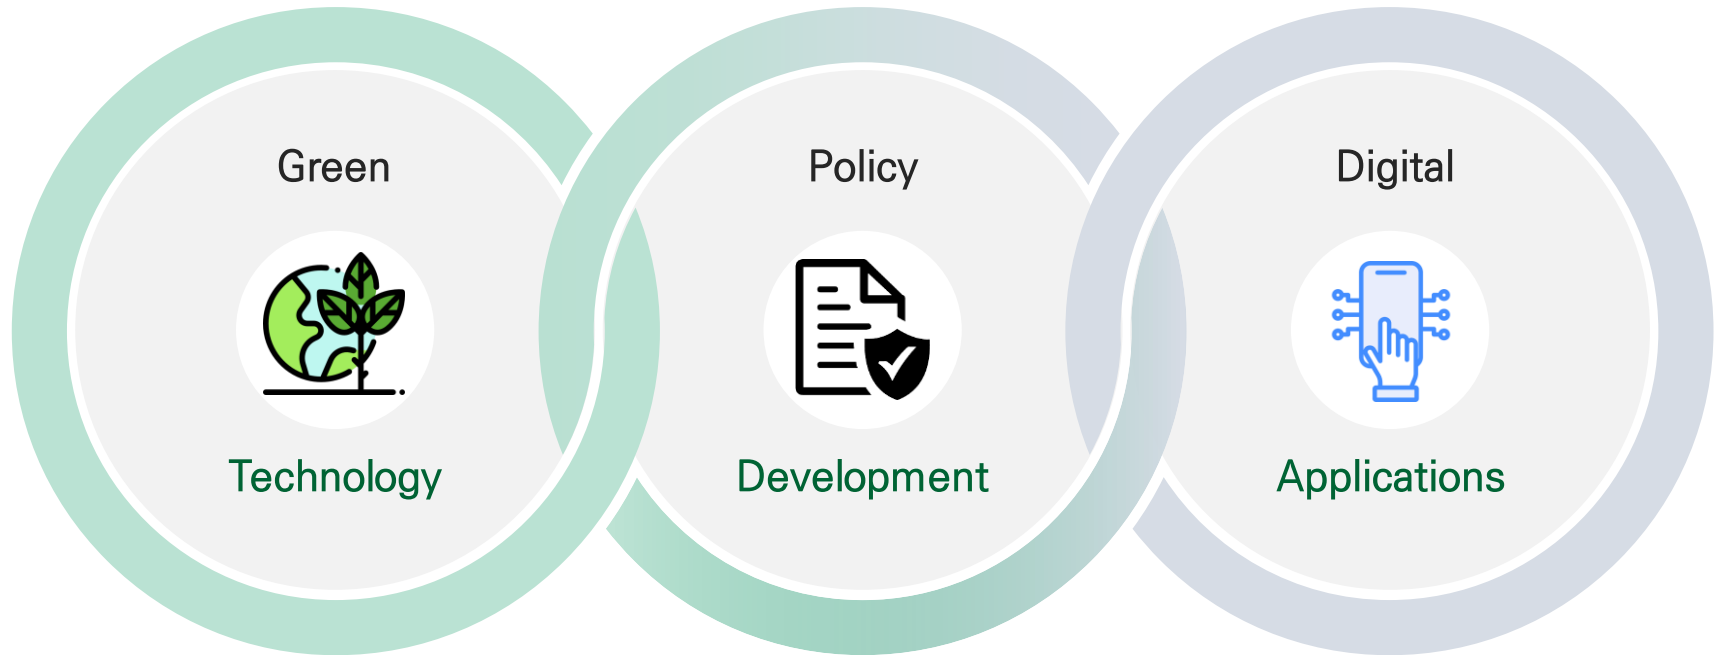 Green
Technology
Policy
Development
Digital
Applications